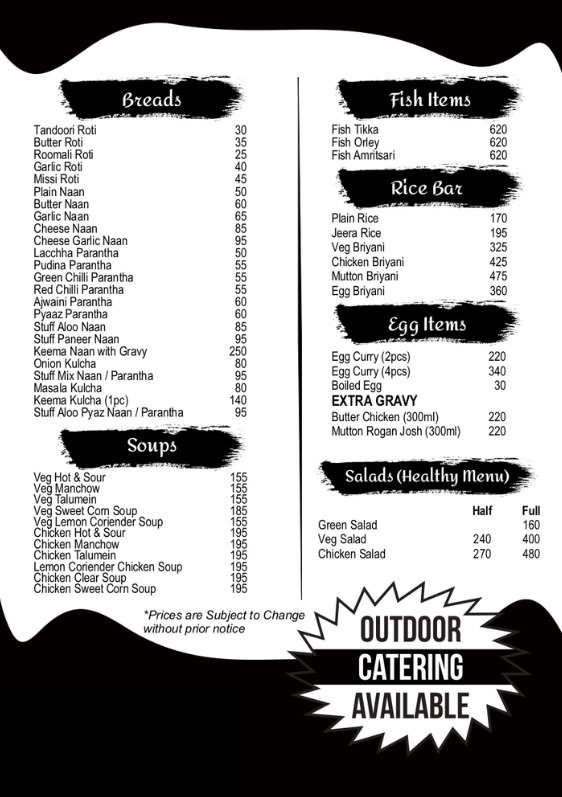 Breads
Tandoori Roti 30
Butter Roti 35
Roomali Roti 25
Garlic Roti 40
Missi Roti 45
Plain Naan 50
Butter Naan 60
Garlic Naan 65
Cheese Naan 85
Cheese Garlic Naan 95
Lacchha Parantha 50
Pudina Parantha 55
Green Chilli Parantha 55
Red Chilli Parantha 55
Ajwaini Parantha 60
Pyaaz Parantha 60
Stuff Aloo Naan 85
Stuff Paneer Naan 95
Keema Naan with Gravy 250
Onion Kulcha 80
Stuff Mix Naan / Parantha 95
Masala Kulcha 80
Keema Kulcha (1pc) 140
Stuff Aloo Pyaz Naan / Parantha 95
Soups
Veg Hot & Sour 155
Veg Manchow 155
Veg Talumein 155
Veg Sweet Corn Soup 185
Veg Lemon Coriender Soup 155
Chicken Hot & Sour 195
Chicken Manchow 195
Chicken Talumein 195
Lemon Coriender Chicken Soup 195
Chicken Clear Soup 195
Chicken Sweet Corn Soup 195
Fish Items
Fish Tikka 620
Fish Orley 620
Fish Amritsari 620
Rice Bar
Plain Rice 170
Jeera Rice 195
Veg Briyani 325
Chicken Briyani 425
Mutton Briyani 475
Egg Briyani 360
Egg Items
Egg Curry (2pcs) 220
Egg Curry (4pcs) 340
Boiled Egg 30
EXTRA GRAVY
Butter Chicken (300ml) 220
Mutton Rogan Josh (300ml) 220
Salads (Healthy Menu)
Half Full
Green Salad 160
Veg Salad 240 400
Chicken Salad 270 480
*Prices are Subject to Change
without prior notice
OUTDOOR
CATERING
AVAILABLE